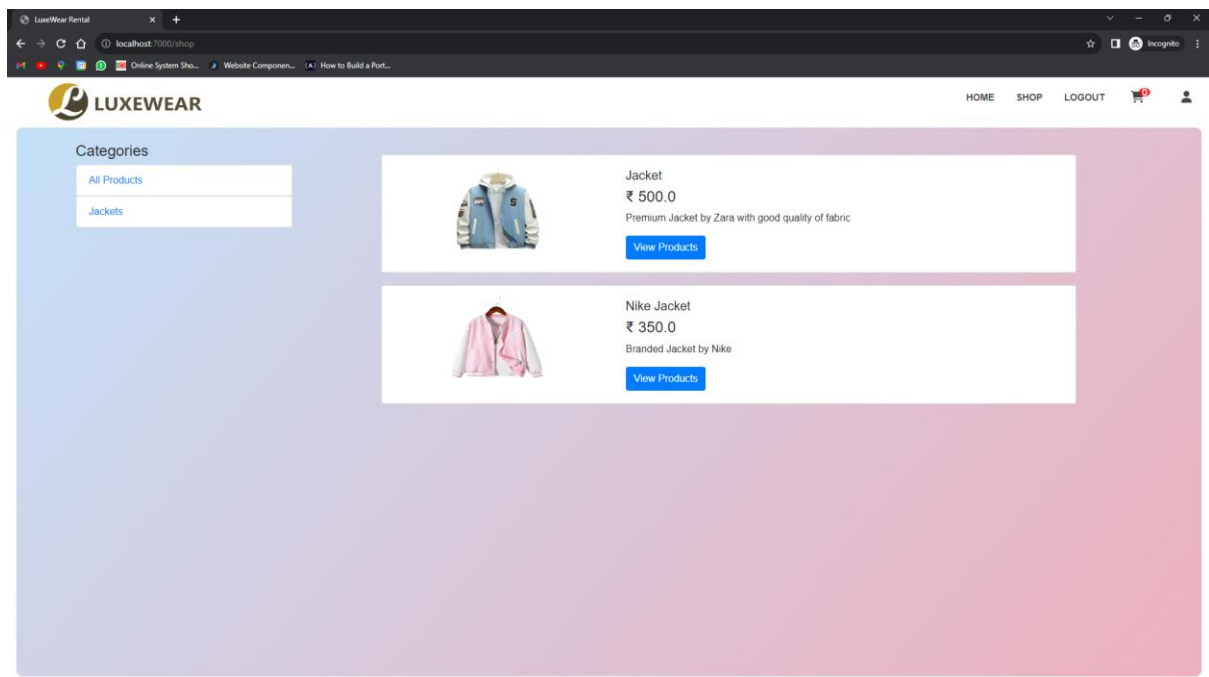 LuxeWear Rental
localhost:7000/shop
Incognito
Online System Sho...
Website Componen...
How to Build a Port...
LUXEWEAR
HOME
SHOP
LOGOUT
0
Categories
All Products
Jackets
Jacket
₹ 500.0
Premium Jacket by Zara with good quality of fabric
View Products
S
Nike Jacket
₹ 350.0
Branded Jacket by Nike
View Products